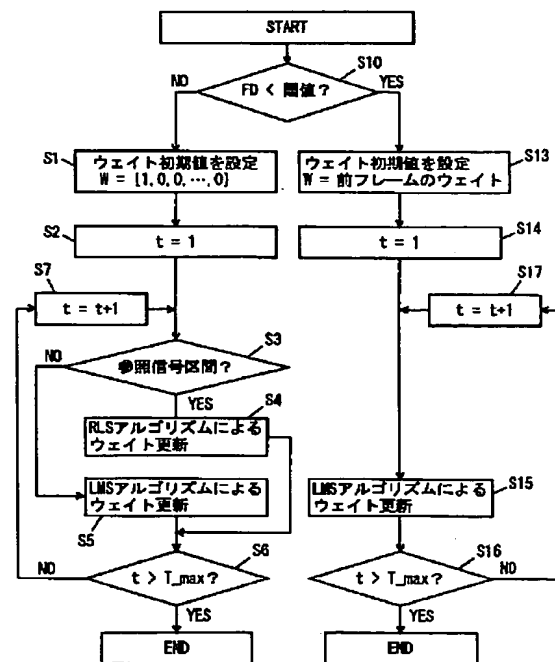 START
S10
NO
FD < 閾値?
YES
S1
ウェイト初期値を設定
W = {1,0,0,…,0}
ウェイト初期値を設定
W = 前フレームのウェイト
S13
S2
t = 1
t = 1
S14
S7
t = t+1
S17
t = t+1
S3
NO
参照信号区間?
YES
S4
RLSアルゴリズムによる
ウェイト更新
LMSアルゴリズムによる
ウェイト更新
S5
LMSアルゴリズムによる
ウェイト更新
S15
S6
NO
t > T_max?
YES
S16
t > T_max?
NO
YES
END
END